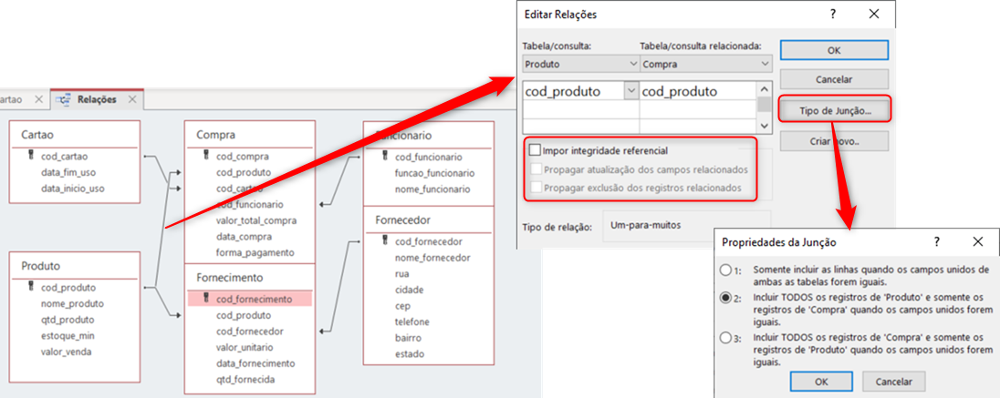 artao
Relações
Cartao
cod_cartao
data_fim_uso
data_inicio_uso
Produto
cod_produto
nome_produto
qtd_produto
estoque_min
valor_venda
Compra
cod_compra
cod_produto
cod_cartao
cod_funcionario
valor_total_compra
data_compra
forma_pagamento
Fornecimento
cod_fornecimento
cod_produto
cod_fornecedor
valor_unitario
data_fornecimento
qtd_fornecida
Funcionario
cod_funcionario
funcao_funcionario
nome_funcionario
Fornecedor
cod_fornecedor
nome_fornecedor
rua
cidade
cep
telefone
bairro
estado
Editar Relações
?
Tabela/consulta:
Tabela/consulta relacionada:
Produto
Compra
cod_produto
cod_produto
Impor integridade referencial
Propagar atualização dos campos relacionados
Propagar exclusão dos registros relacionados
Tipo de relação:
Um-para-muitos
OK
Cancelar
Tipo de Junção...
Criar novo..
Propriedades da Junção
?
1: Somente incluir as linhas quando os campos unidos de
ambas as tabelas forem iguais.
2: Incluir TODOS os registros de 'Produto' e somente os
registros de 'Compra' quando os campos unidos forem
iguais.
3: Incluir TODOS os registros de 'Compra' e somente os
registros de 'Produto' quando os campos unidos forem
iguais.
OK
Cancelar